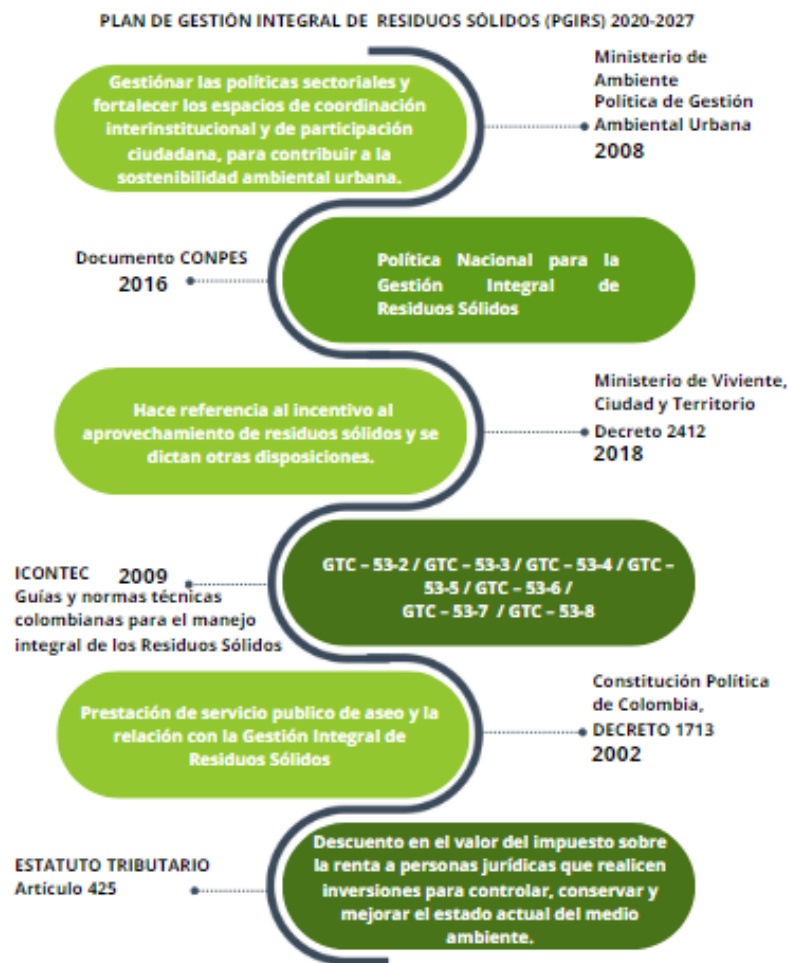 PLAN DE GESTIÓN INTEGRAL DE RESIDUOS SÓLIDOS (PGIRS) 2020-2027
Gestiónar las políticas sectoriales y
fortalecer los espacios de coordinación
interinstitucional y de participación
ciudadana, para contribuir a la
sostenibilidad ambiental urbana.
Ministerio de
Ambiente
Política de Gestión
Ambiental Urbana
2008
Documento CONPES
2016
Política Nacional para la
Gestión Integral de
Residuos Sólidos
Hace referencia al incentivo al
aprovechamiento de residuos sólidos y se
dictan otras disposiciones.
Ministerio de Viviente,
Ciudad y Territorio
Decreto 2412
2018
ICONTEC 2009
Guías y normas técnicas
colombianas para el manejo
integral de los Residuos Sólidos
GTC – 53-2 / GTC – 53-3 / GTC – 53-4 / GTC –
53-5 / GTC – 53-6 /
GTC – 53-7 / GTC – 53-8
Prestación de servicio publico de aseo y la
relación con la Gestión Integral de
Residuos Sólidos
Constitución Política
de Colombia,
DECRETO 1713
2002
ESTATUTO TRIBUTARIO
Artículo 425
Descuento en el valor del impuesto sobre
la renta a personas jurídicas que realicen
inversiones para controlar, conservar y
mejorar el estado actual del medio
ambiente.